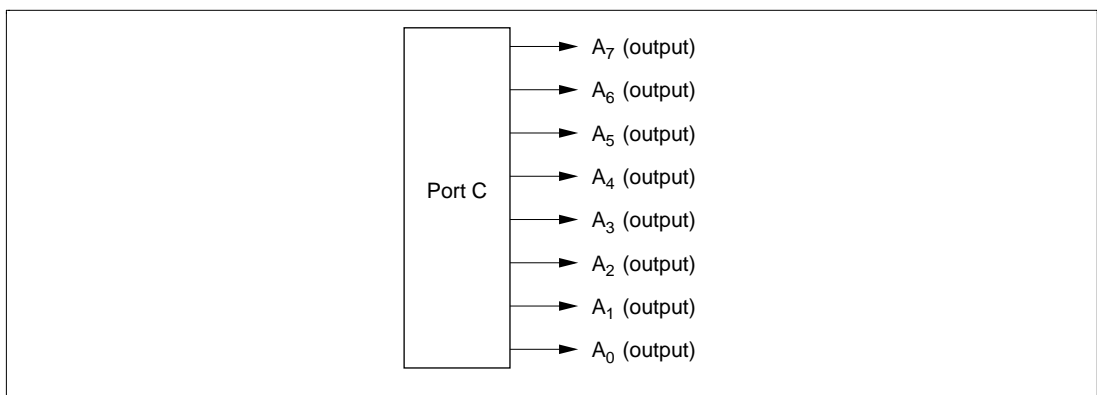 A7 (output)
A6 (output)
A5 (output)
A4 (output)
Port C
A3 (output)
A2 (output)
A1 (output)
A0 (output)